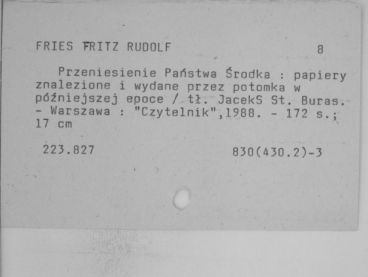 FRIES FRITZ RUDOLF 8
Przeniesienie Państwa Środka : papiery
znalezione i wydane przez potomka w
późniejszej epoce / tł. JacekS St. Buras.
- Warszawa : "Czytelnik",1988. - 172 s.;
17 cm
223.827 830(430.2)-3